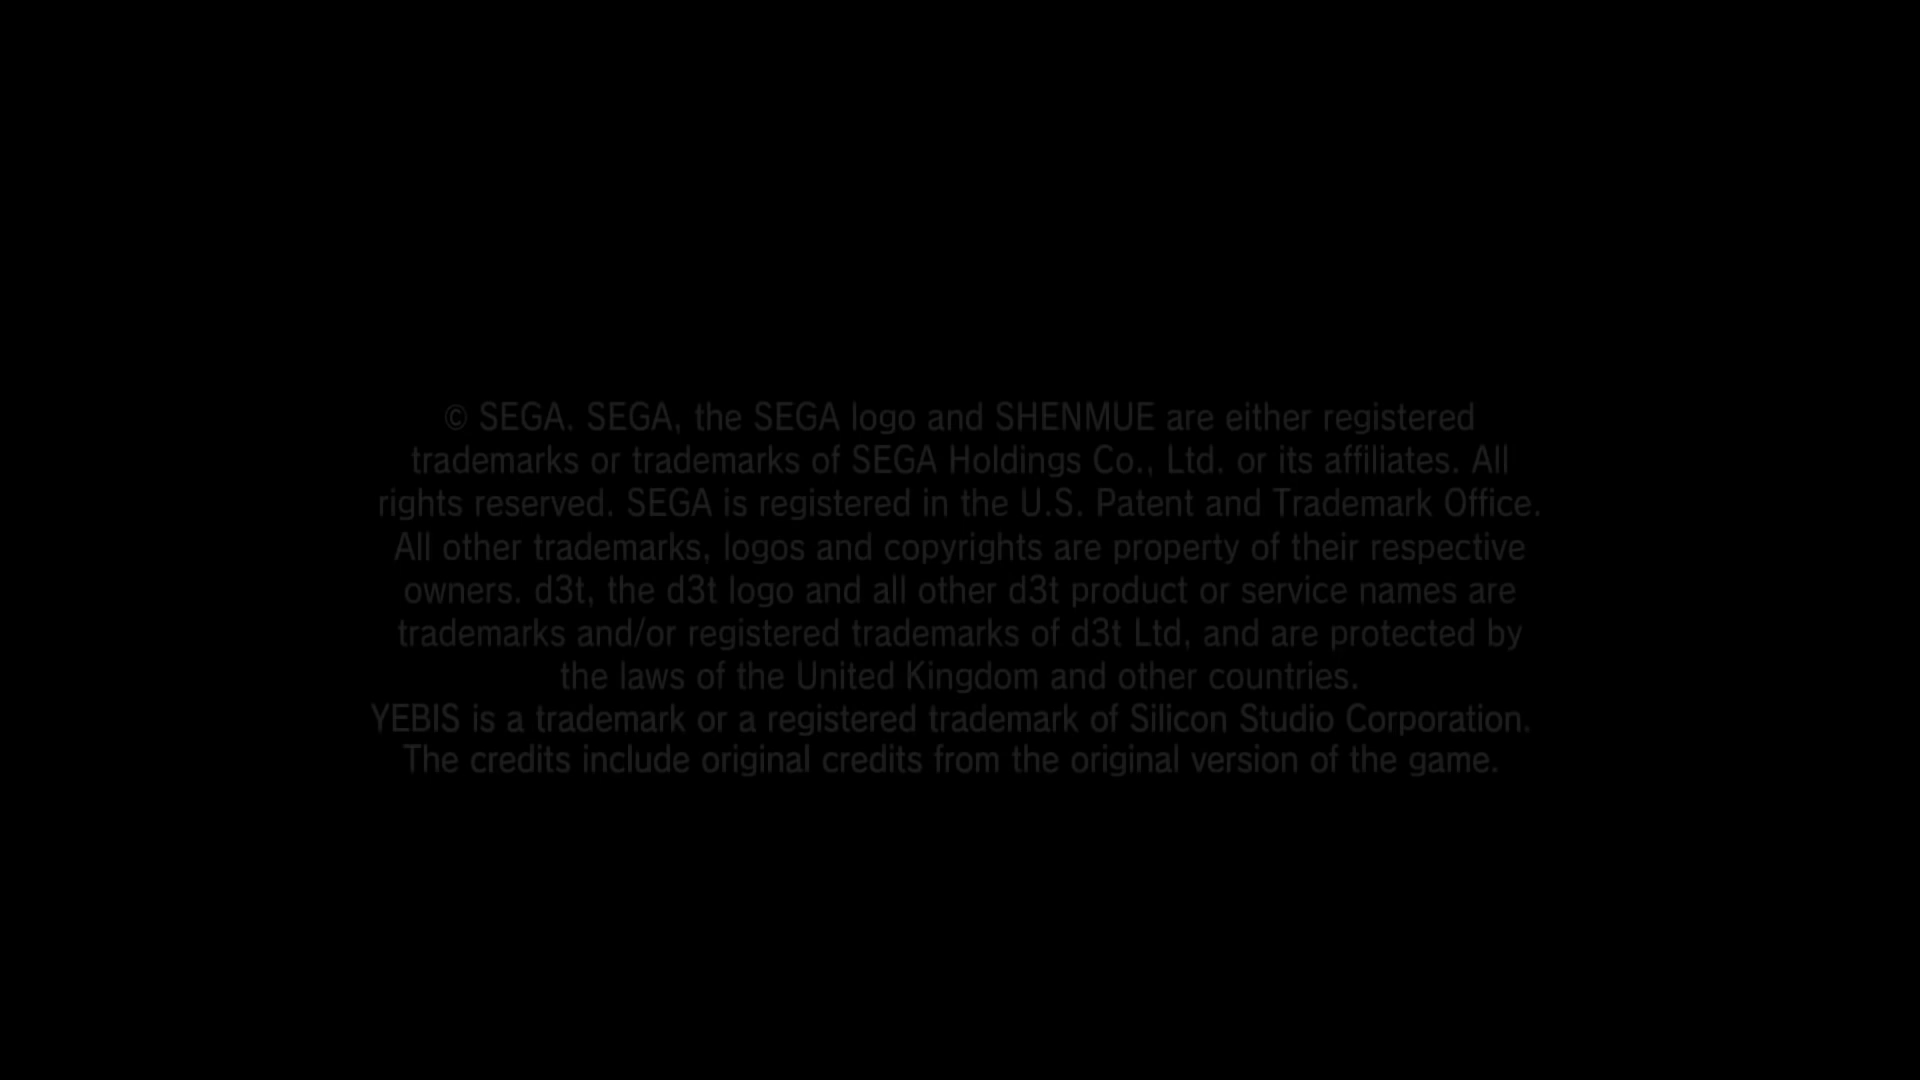 © SEGA. SEGA, the SEGA logo and SHENMUE are either registered
trademarks or trademarks of SEGA Holdings Co., Ltd. or its affiliates. All
rights reserved. SEGA is registered in the U.S. Patent and Trademark Office.
All other trademarks, logos and copyrights are property of their respective
owners. d3t, the d3t logo and all other d3t product or service names are
trademarks and/or registered trademarks of d3t Ltd, and are protected by
the laws of the United Kingdom and other countries.
YEBIS is a trademark or a registered trademark of Silicon Studio Corporation.
The credits include original credits from the original version of the game.